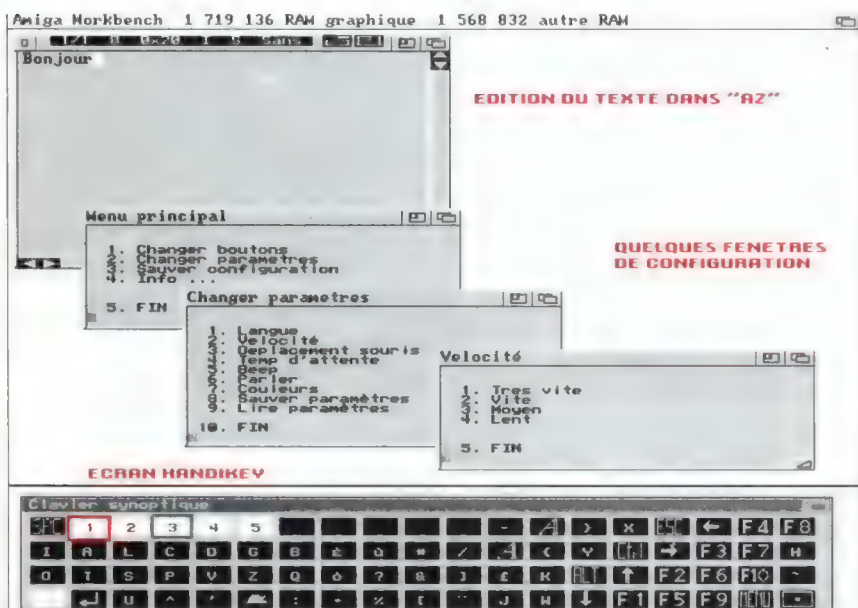 Amiga Workbench 1 719 136 RAM graphique 1 568 832 autre RAM
Bonjour
EDITION DU TEXTE DANS "AZ"
Menu principal
1. Changer boutons
2. Changer parametres
3. Sauver configuration
4. Info ...
5. FIN
QUELQUES FENETRES
DE CONFIGURATION
Changer parametres
1. Langue
2. Velocité
3. Deplacement souris
4. Temp d'attente
5. Beep
6. Parler
7. Couleurs
8. Sauver paramètres
9. Lire paramètres
10. FIN
Velocité
1. Tres vite
2. Vite
3. Moyen
4. Lent
5. FIN
ECRAN HANDIKEY
Clavier synoptique
1 2 3 4 5 - A > X ESC ← F4 F8
I A L C D G B È Ù * / A < Y Ctrl → F3 F7 H
O T S P V Z Q ò ? & ) £ K ALT ↑ F2 F6 F10 ~
↵ U ^ ' : + % [ ¨ J W ↓ F1 F5 F9 MENU